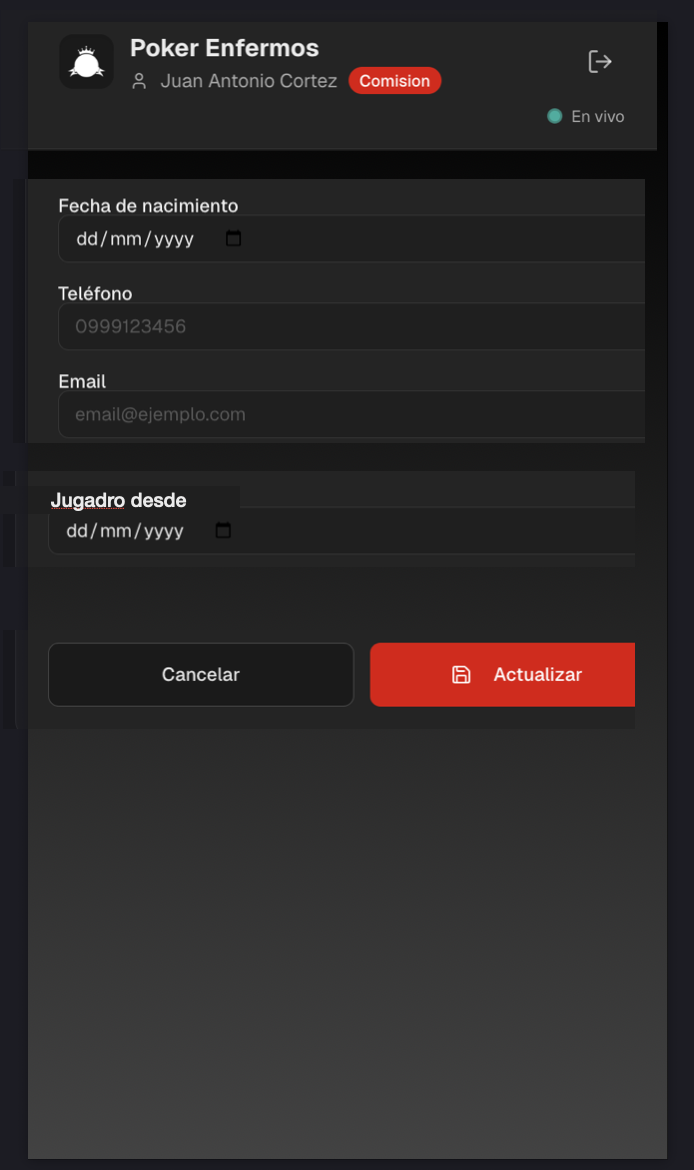 Poker Enfermos
Juan Antonio Cortez Comision
En vivo
Fecha de nacimiento
dd/mm/yyyy
Teléfono
0999123456
Email
email@ejemplo.com
Jugadro desde
dd/mm/yyyy
Cancelar Actualizar